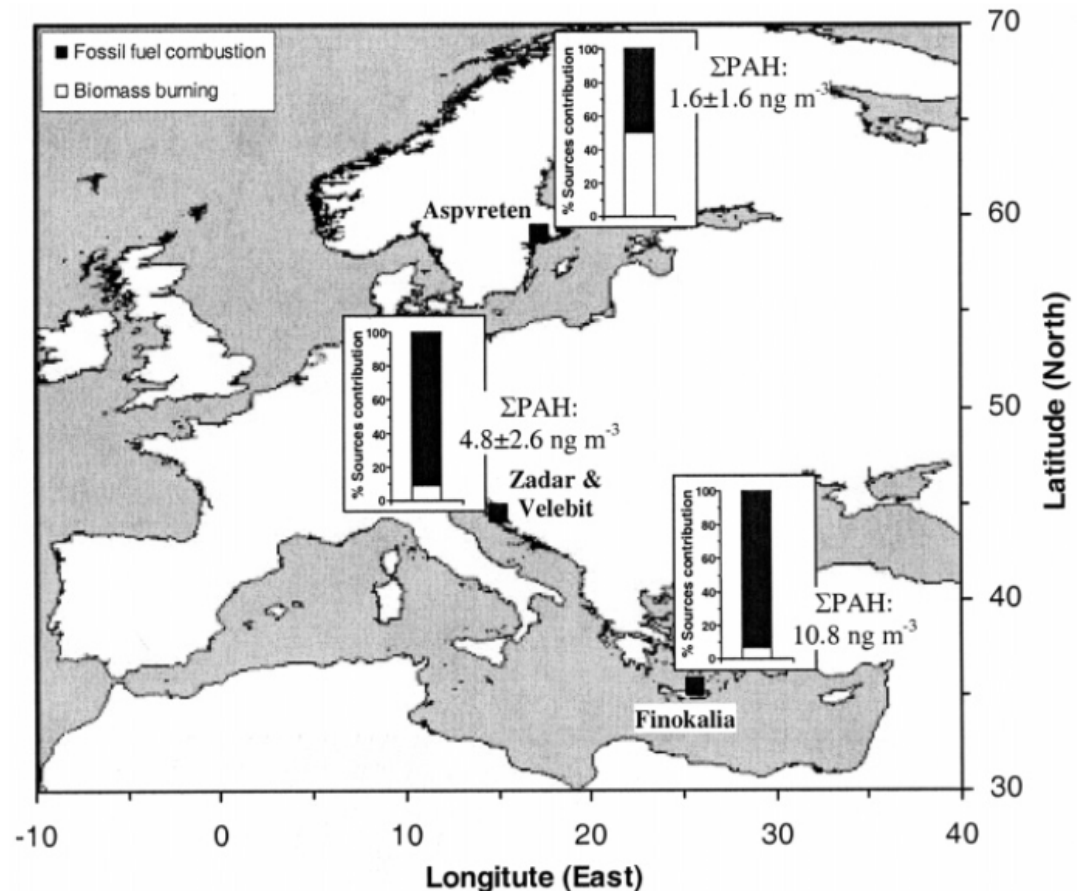 Fossil fuel combustion
Biomass burning
70
60
50
40
30
Latitude (North)
-10
0
10
20
30
40
Longitute (East)
100
80
60
40
20
0
% Sources contribution
ΣPAH:
1.6±1.6 ng m-3
Aspvreten
100
80
60
40
20
0
% Sources contribution
ΣPAH:
4.8±2.6 ng m-3
Zadar &
Velebit
100
80
60
40
20
0
% Sources contribution
ΣPAH:
10.8 ng m-3
Finokalia